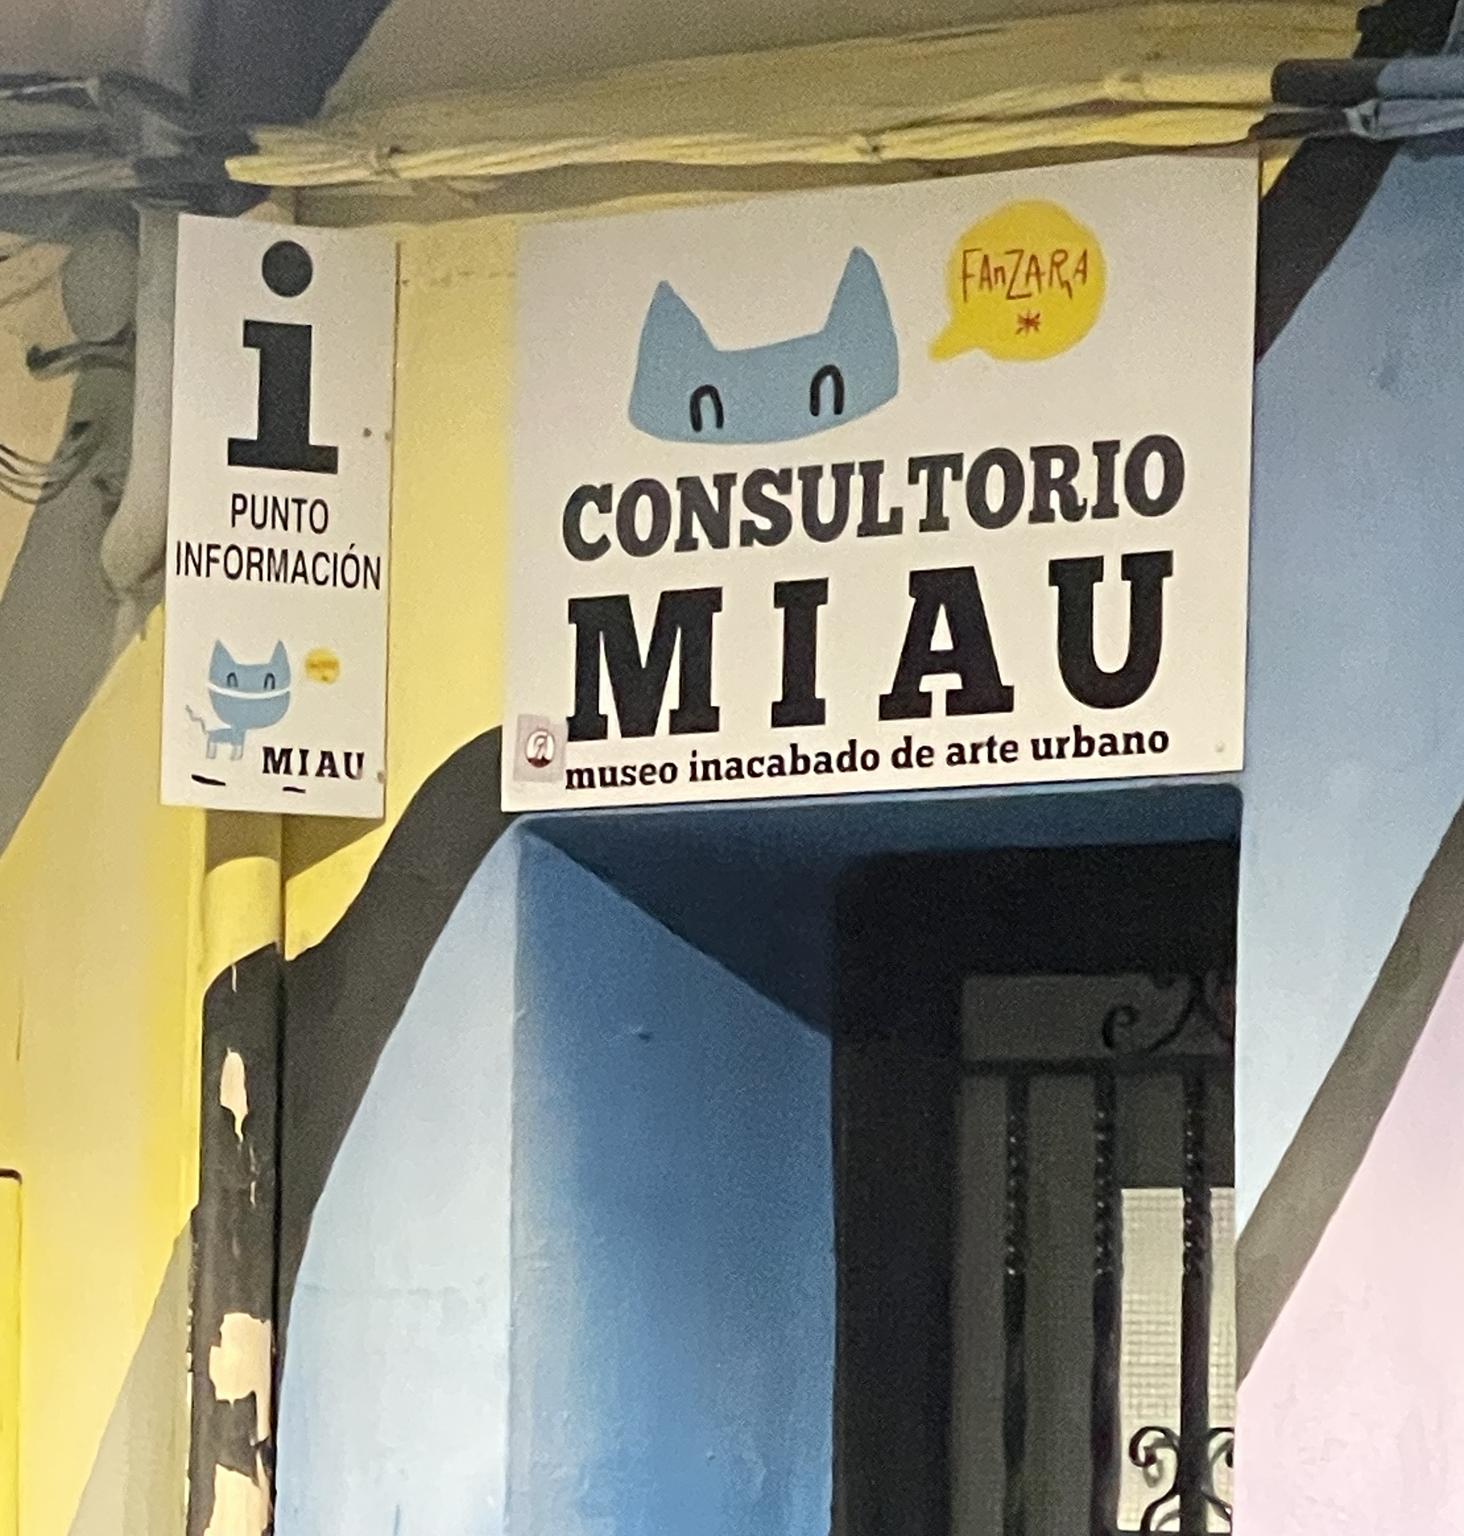 i
PUNTO
INFORMACIÓN
MIAU
FAnZARA
*
CONSULTORIO
MIAU
museo inacabado de arte urbano